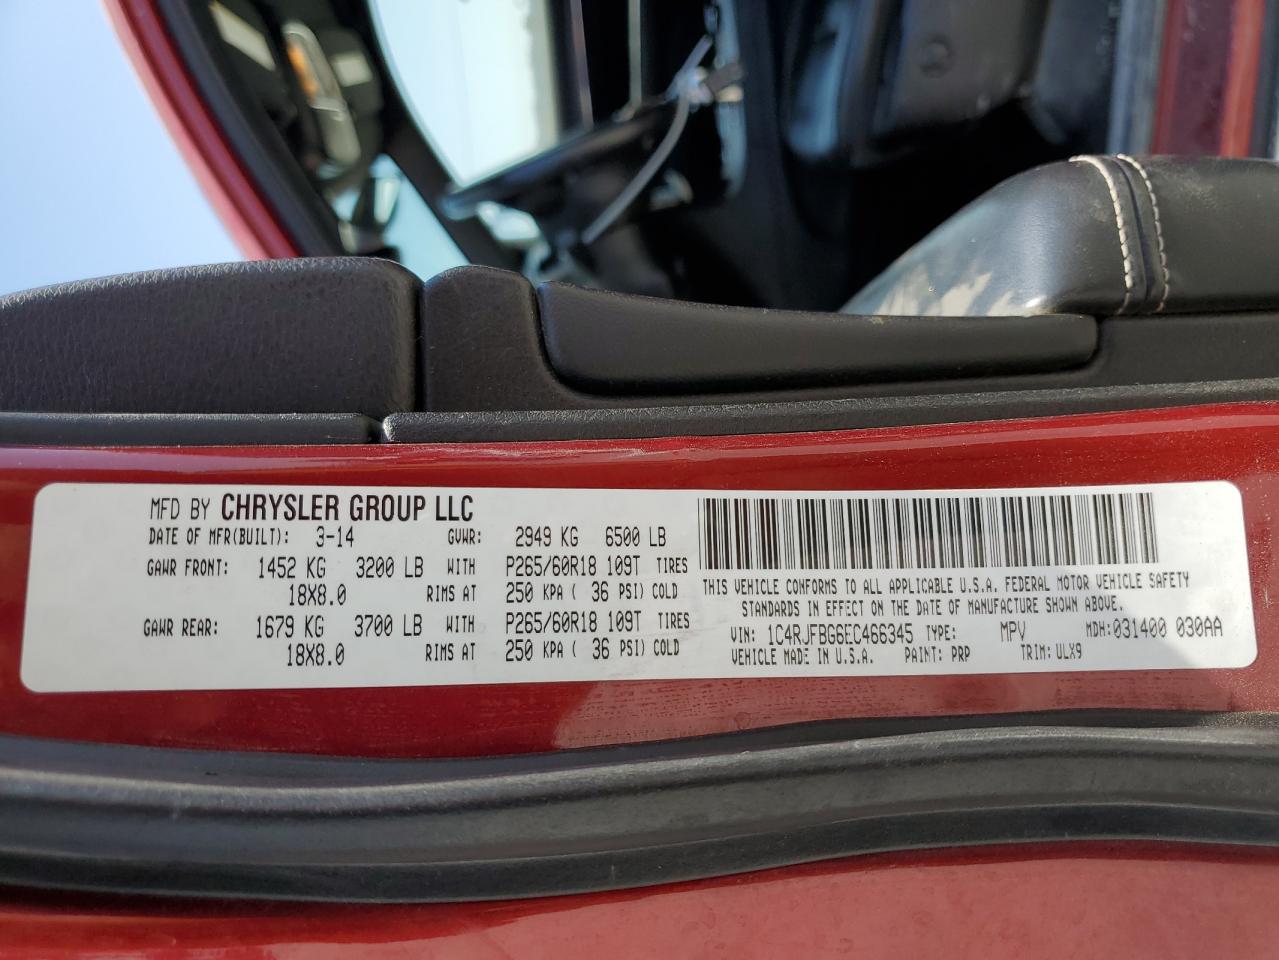 MFD BY CHRYSLER GROUP LLC
DATE OF MFR(BUILT): 3-14 GVWR: 2949 KG 6500 LB
GAWR FRONT: 1452 KG 3200 LB WITH P265/60R18 109T TIRES
18X8.0 RIMS AT 250 KPA ( 36 PSI) COLD
GAWR REAR: 1679 KG 3700 LB WITH P265/60R18 109T TIRES
18X8.0 RIMS AT 250 KPA ( 36 PSI) COLD
THIS VEHICLE CONFORMS TO ALL APPLICABLE U.S.A. FEDERAL MOTOR VEHICLE SAFETY
STANDARDS IN EFFECT ON THE DATE OF MANUFACTURE SHOWN ABOVE.
VIN: 1C4RJFBG6EC466345 TYPE: MPV MDH: 031400 030AA
VEHICLE MADE IN U.S.A. PAINT: PRP TRIM: ULX9